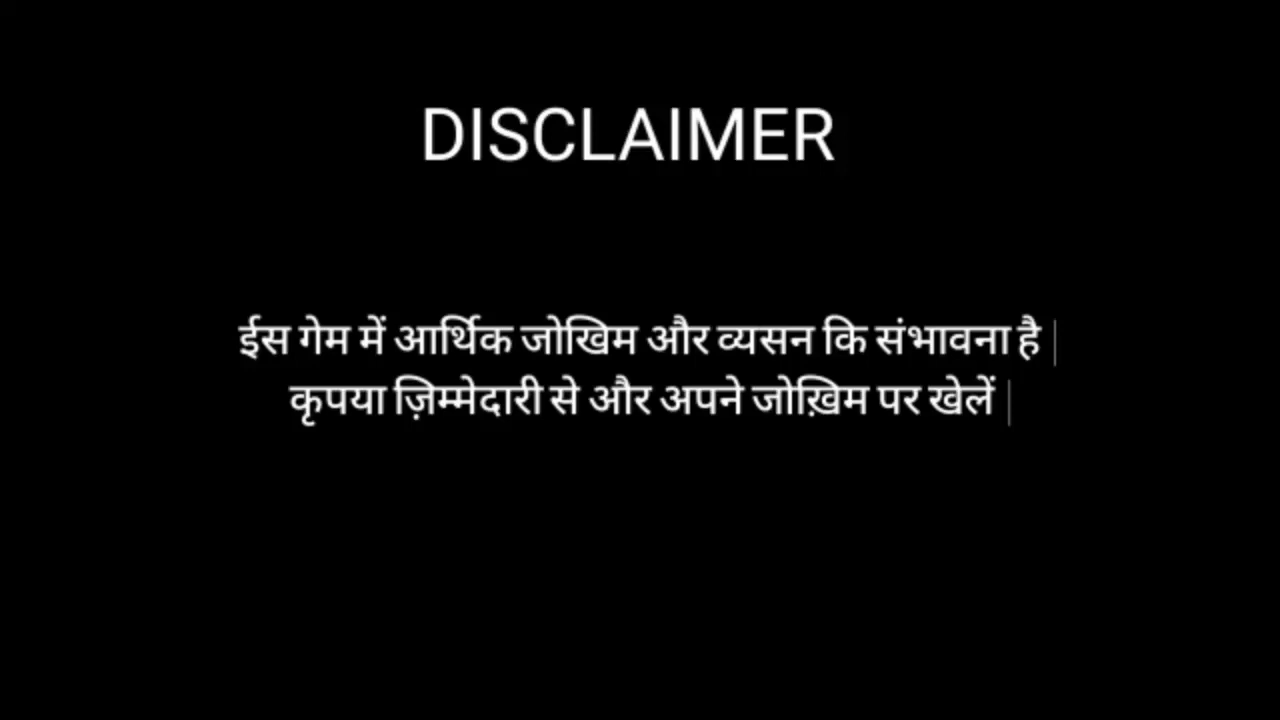 DISCLAIMER
ईस गेम में आर्थिक जोखिम और व्यसन कि संभावना है |
कृपया ज़िम्मेदारी से और अपने जोख़िम पर खेलें |